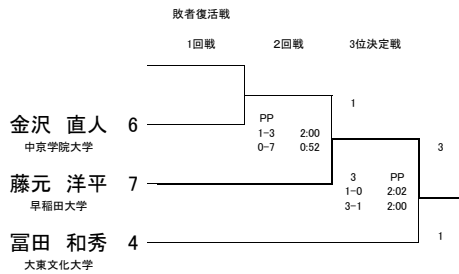 敗者復活戦
1回戦 2回戦 3位決定戦
1
金沢 直人 6
中京学院大学
PP
1-3 2:00
0-7 0:52
3
藤元 洋平 7
早稲田大学
3 PP
1-0 2:02
3-1 2:00
冨田 和秀 4
大東文化大学
1